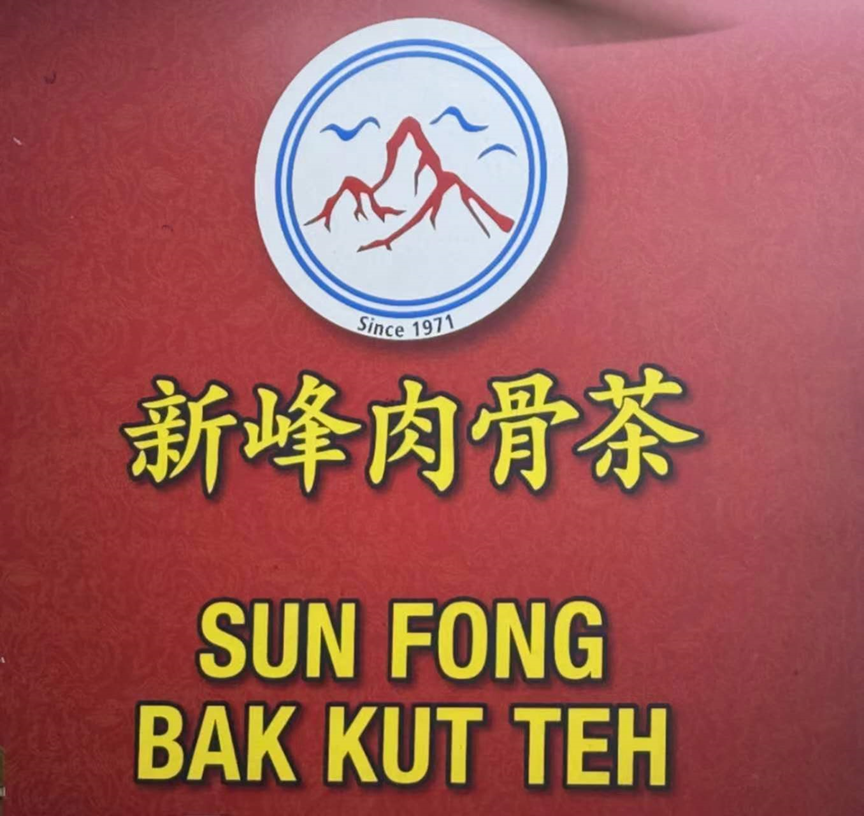 Since 1971
新峰肉骨茶
SUN FONG
BAK KUT TEH